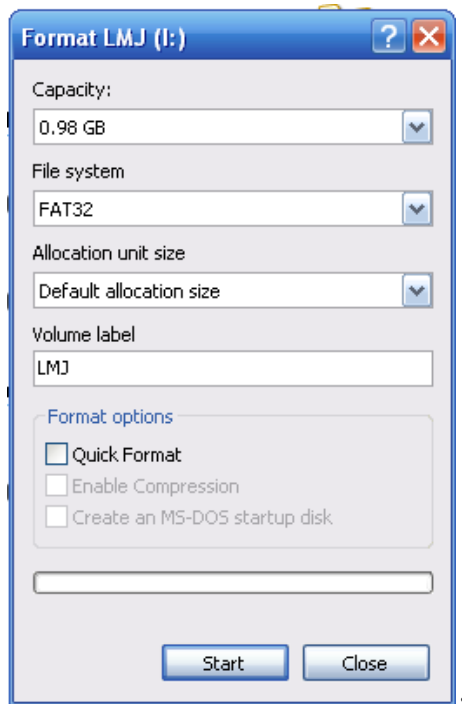 Format LMJ (I:)
Capacity:
0.98 GB
File system
FAT32
Allocation unit size
Default allocation size
Volume label
LMJ
Format options
Quick Format
Enable Compression
Create an MS-DOS startup disk
Start Close